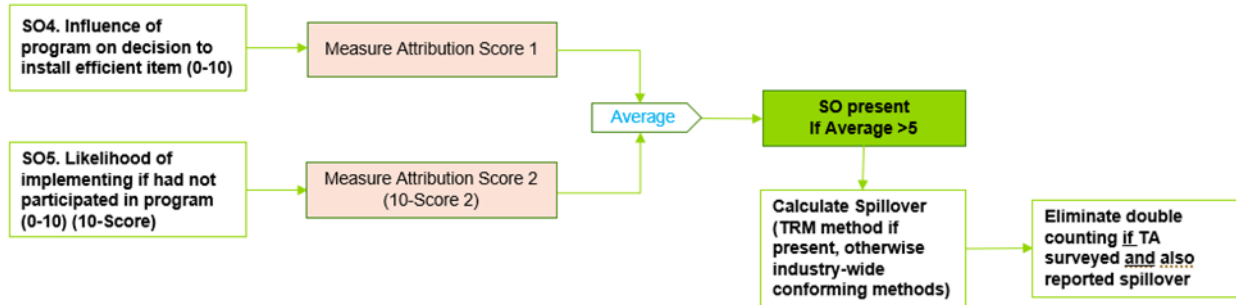 SO4. Influence of
program on decision to
install efficient item (0-10)
Measure Attribution Score 1
Average
SO present
If Average >5
SO5. Likelihood of
implementing if had not
participated in program
(0-10) (10-Score)
Measure Attribution Score 2
(10-Score 2)
Calculate Spillover
(TRM method if
present, otherwise
industry-wide
conforming methods)
Eliminate double
counting if TA
surveyed and also
reported spillover